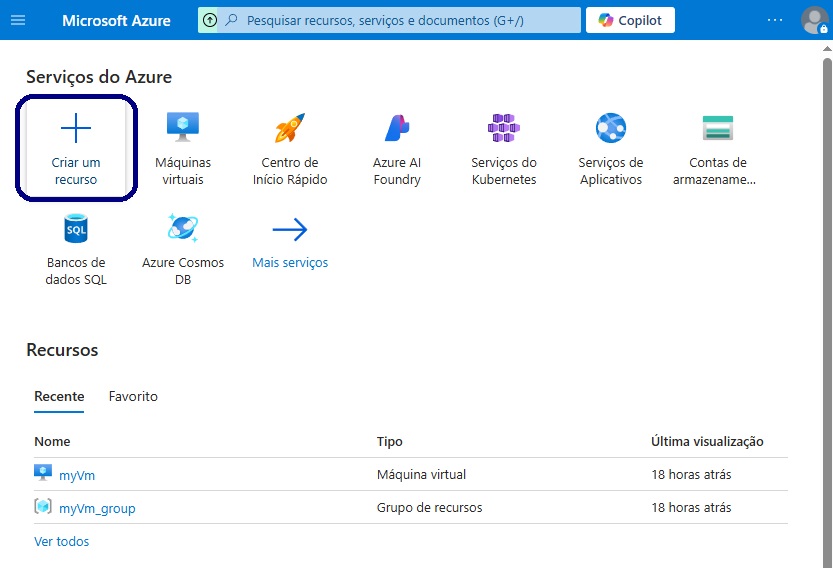 Microsoft Azure
Pesquisar recursos, serviços e documentos (G+/)
Copilot
Serviços do Azure
Criar um
recurso
Máquinas
virtuais
Centro de
Início Rápido
Azure AI
Foundry
Serviços do
Kubernetes
Serviços de
Aplicativos
Contas de
armazename...
SQL
Bancos de
dados SQL
Azure Cosmos
DB
Mais serviços
Recursos
Recente
Favorito
Nome
Tipo
Última visualização
myVm
Máquina virtual
18 horas atrás
myVm_group
Grupo de recursos
18 horas atrás
Ver todos